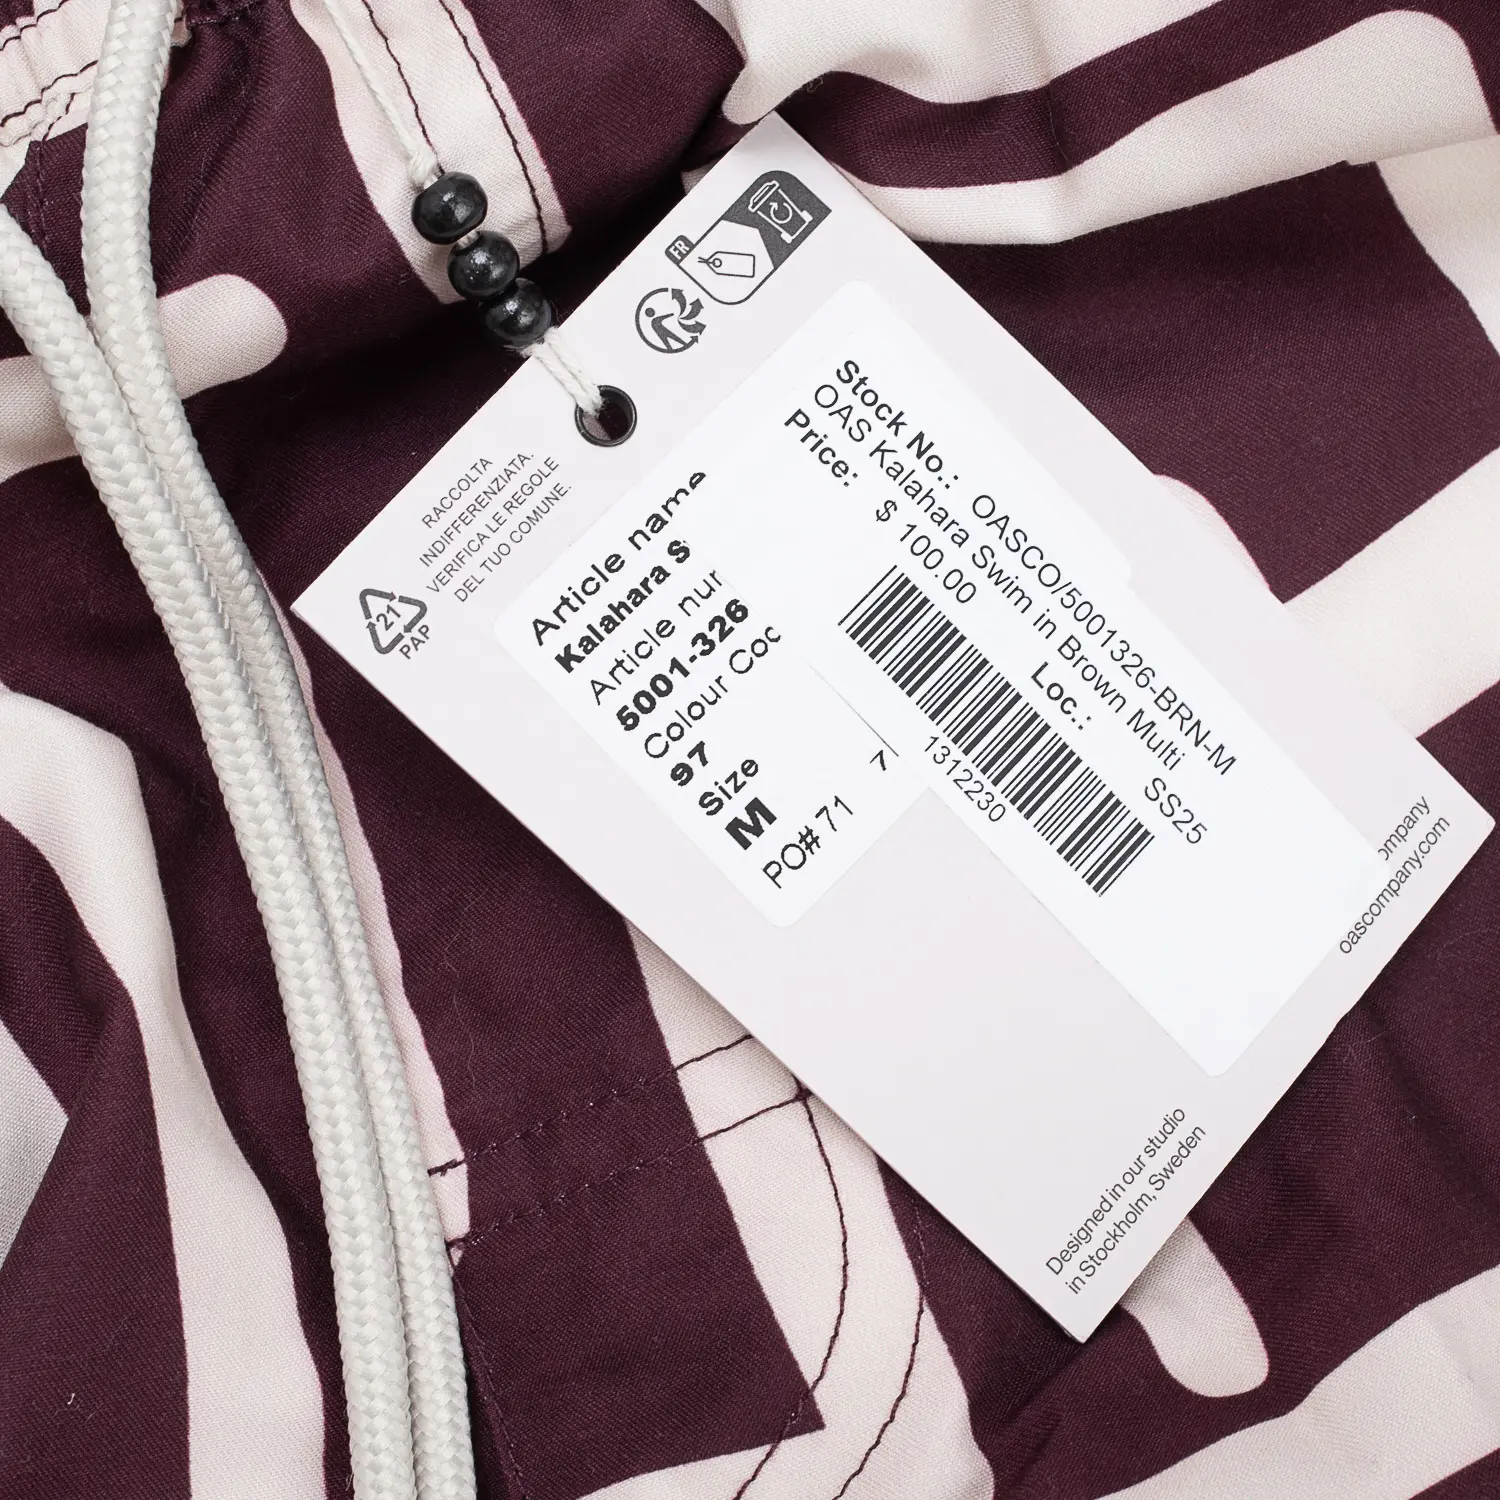 FR
RACCOLTA
INDIFFERENZIATA.
VERIFICA LE REGOLE
DEL TUO COMUNE.
21
PAP
Article name
Kalahara S
Article nur
5001-326
Colour Coc
97
Size
M
PO# 71
Stock No.: OASCO/5001326-BRN-M
OAS Kalahara Swim in Brown Multi
Price: $ 100.00 Loc.: SS25
1312230
ompany
oascompany.com
Designed in our studio
in Stockholm, Sweden